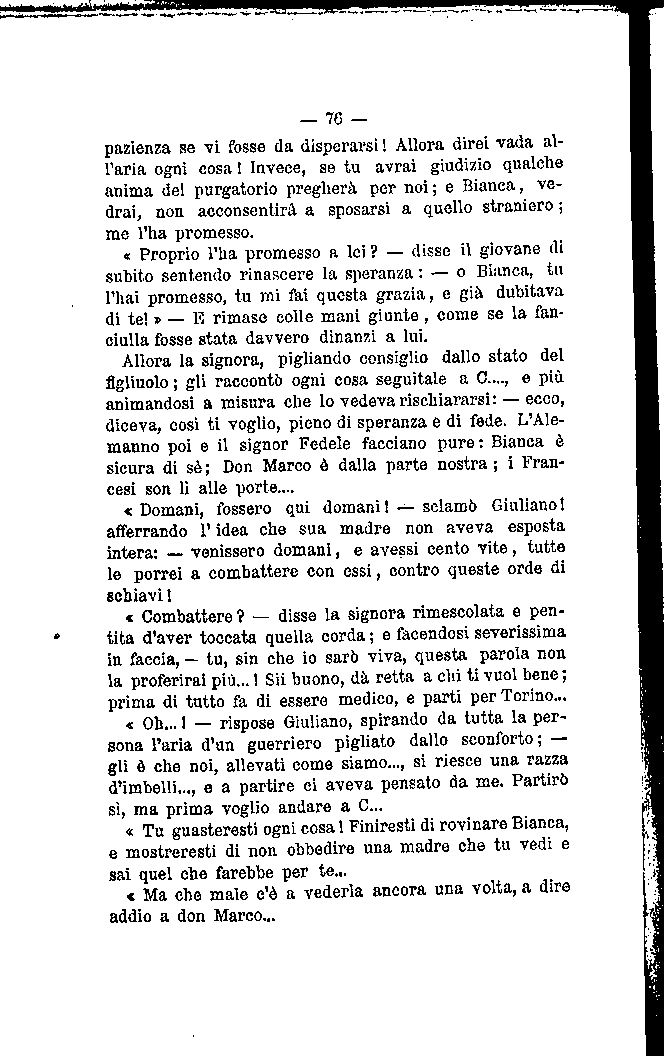 — 76 —
pazienza se vi fosse da disperarsi! Allora direi vada al-
l'aria ogni cosa! Invece, se tu avrai giudizio qualche
anima del purgatorio pregherà per noi; e Bianca, ve-
drai, non acconsentirà a sposarsi a quello straniero;
me l'ha promesso.
« Proprio l'ha promesso a lei? — disse il giovane di
subito sentendo rinascere la speranza: — o Bianca, tu
l'hai promesso, tu mi fai questa grazia, e già dubitava
di te! » — E rimase colle mani giunte, come se la fan-
ciulla fosse stata davvero dinanzi a lui.
Allora la signora, pigliando consiglio dallo stato del
figliuolo; gli raccontò ogni cosa seguitale a C...., e più
animandosi a misura che lo vedeva rischiararsi: — ecco,
diceva, così ti voglio, pieno di speranza e di fede. L'Ale-
manno poi e il signor Fedele facciano pure: Bianca è
sicura di sè; Don Marco è dalla parte nostra; i Fran-
cesi son lì alle porte....
« Domani, fossero qui domani! — sclamò Giuliano!
afferrando l'idea che sua madre non aveva esposta
intera: — venissero domani, e avessi cento vite, tutte
le porrei a combattere con essi, contro queste orde di
schiavi!
« Combattere? — disse la signora rimescolata e pen-
tita d'aver toccata quella corda; e facendosi severissima
in faccia, — tu, sin che io sarò viva, questa parola non
la proferirai più...! Sii buono, dà retta a chi ti vuol bene;
prima di tutto fa di essere medico, e parti per Torino...
« Oh...! — rispose Giuliano, spirando da tutta la per-
sona l'aria d'un guerriero pigliato dallo sconforto; —
gli è che noi, allevati come siamo..., si riesce una razza
d'imbelli..., e a partire ci aveva pensato da me. Partirò
sì, ma prima voglio andare a C...
« Tu guasteresti ogni cosa! Finiresti di rovinare Bianca,
e mostreresti di non obbedire una madre che tu vedi e
sai quel che farebbe per te...
« Ma che male c'è a vederla ancora una volta, a dire
addio a don Marco...